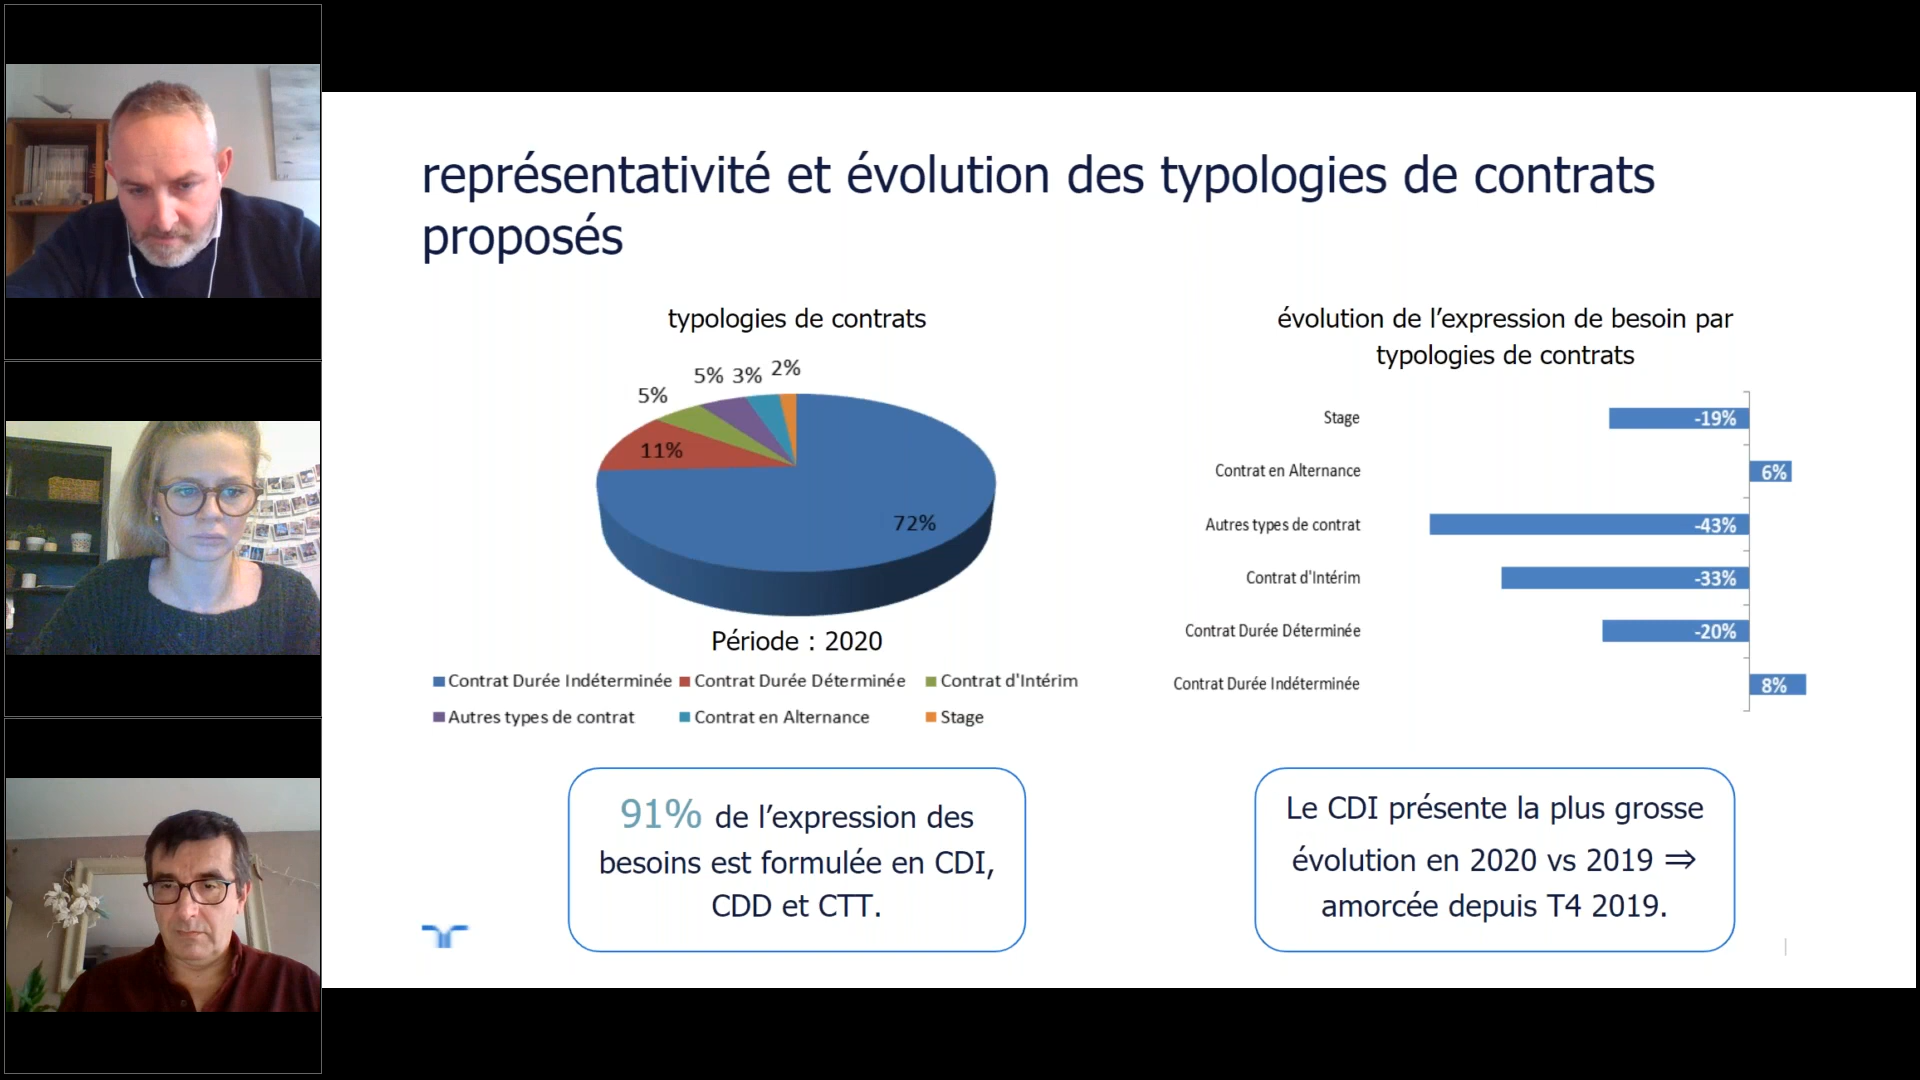 représentativité et évolution des typologies de contrats
proposés
typologies de contrats
5%
5%
3%
2%
11%
72%
Période : 2020
Contrat Durée Indéterminée
Contrat Durée Déterminée
Contrat d'Intérim
Autres types de contrat
Contrat en Alternance
Stage
91% de l’expression des
besoins est formulée en CDI,
CDD et CTT.
évolution de l’expression de besoin par
typologies de contrats
Stage -19%
Contrat en Alternance 6%
Autres types de contrat -43%
Contrat d'Intérim -33%
Contrat Durée Déterminée -20%
Contrat Durée Indéterminée 8%
Le CDI présente la plus grosse
évolution en 2020 vs 2019 ⇒
amorcée depuis T4 2019.